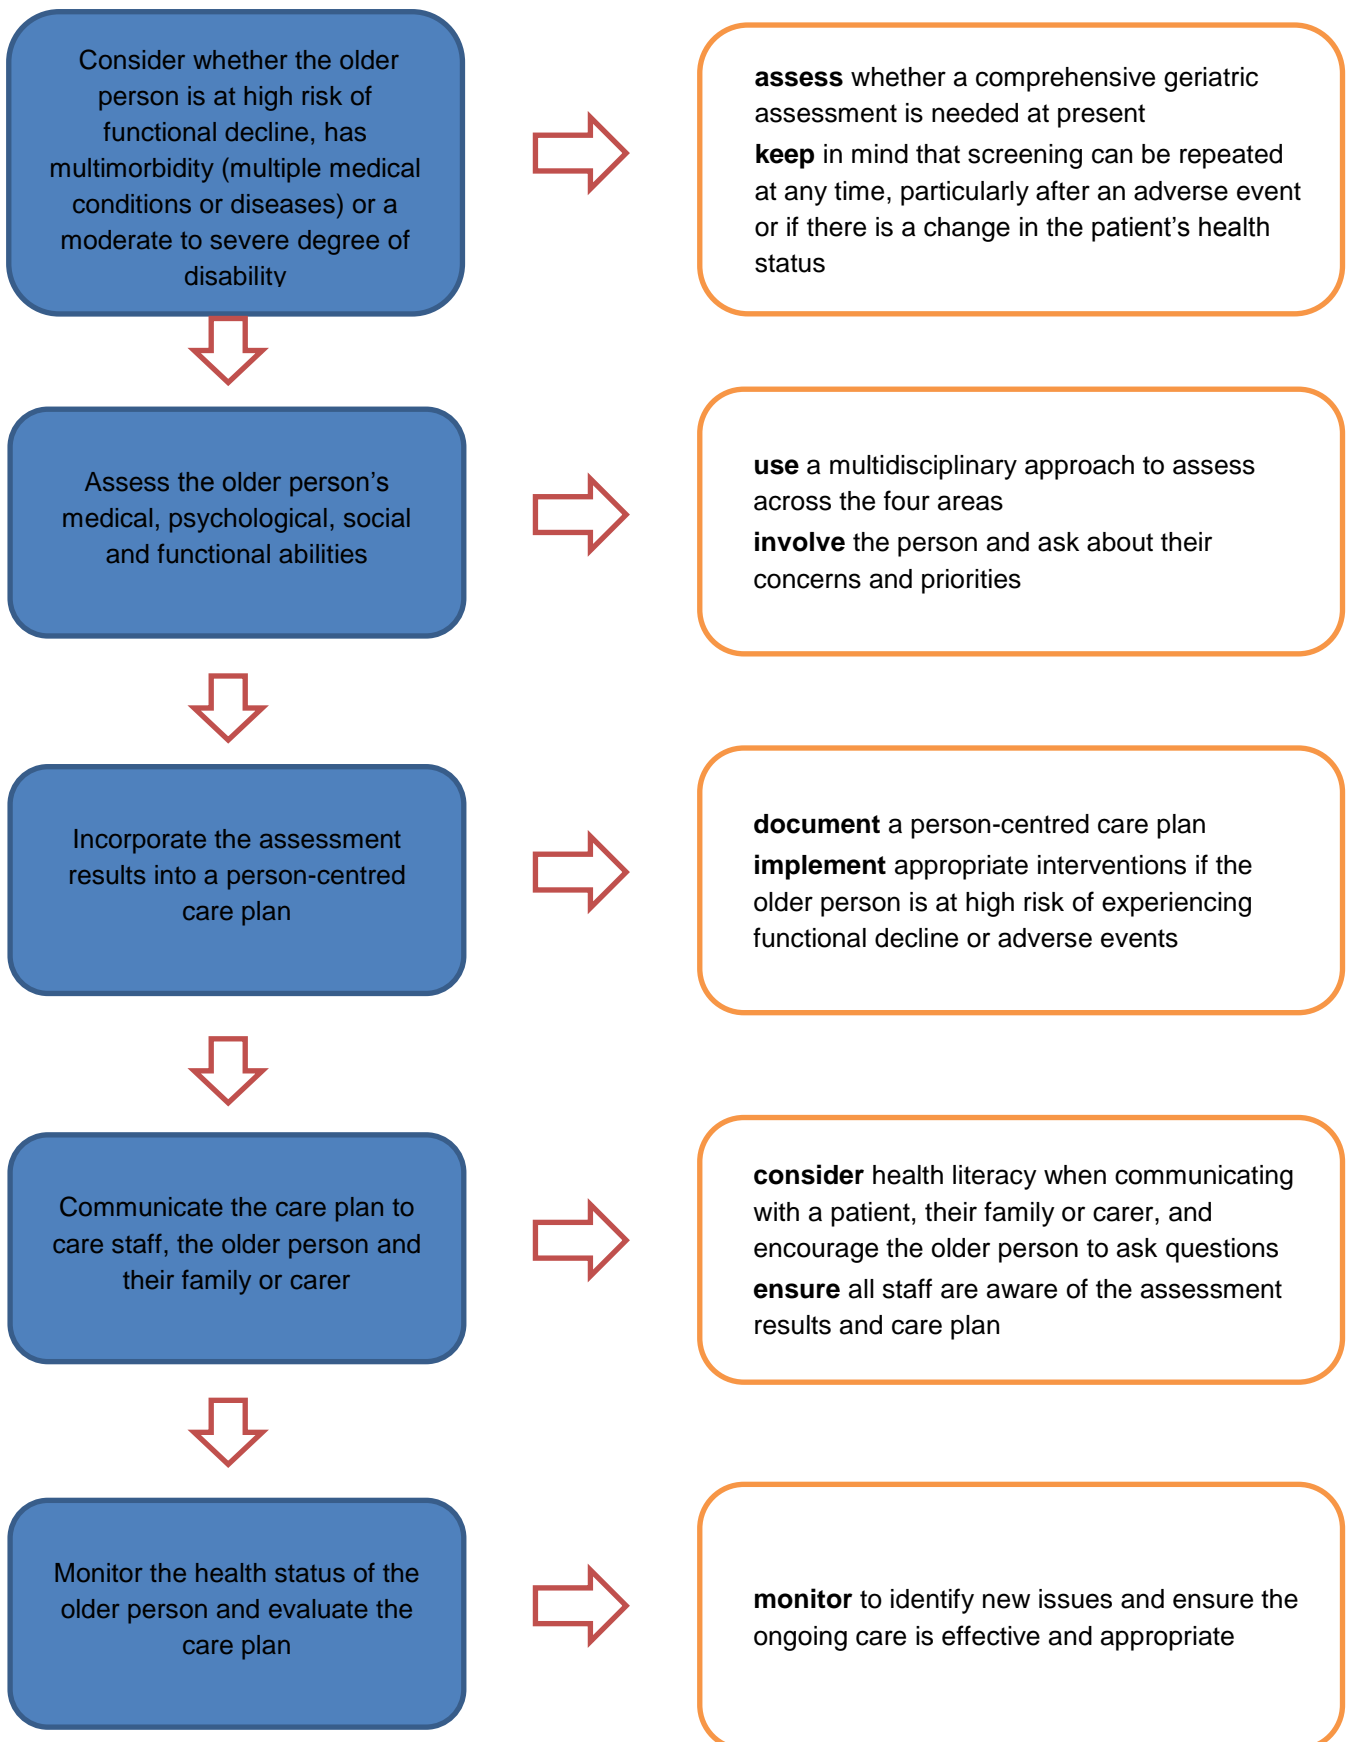 Consider whether the older
person is at high risk of
functional decline, has
multimorbidity (multiple medical
conditions or diseases) or a
moderate to severe degree of
disability
assess whether a comprehensive geriatric
assessment is needed at present
keep in mind that screening can be repeated
at any time, particularly after an adverse event
or if there is a change in the patient’s health
status
Assess the older person’s
medical, psychological, social
and functional abilities
use a multidisciplinary approach to assess
across the four areas
involve the person and ask about their
concerns and priorities
Incorporate the assessment
results into a person-centred
care plan
document a person-centred care plan
implement appropriate interventions if the
older person is at high risk of experiencing
functional decline or adverse events
Communicate the care plan to
care staff, the older person and
their family or carer
consider health literacy when communicating
with a patient, their family or carer, and
encourage the older person to ask questions
ensure all staff are aware of the assessment
results and care plan
Monitor the health status of the
older person and evaluate the
care plan
monitor to identify new issues and ensure the
ongoing care is effective and appropriate